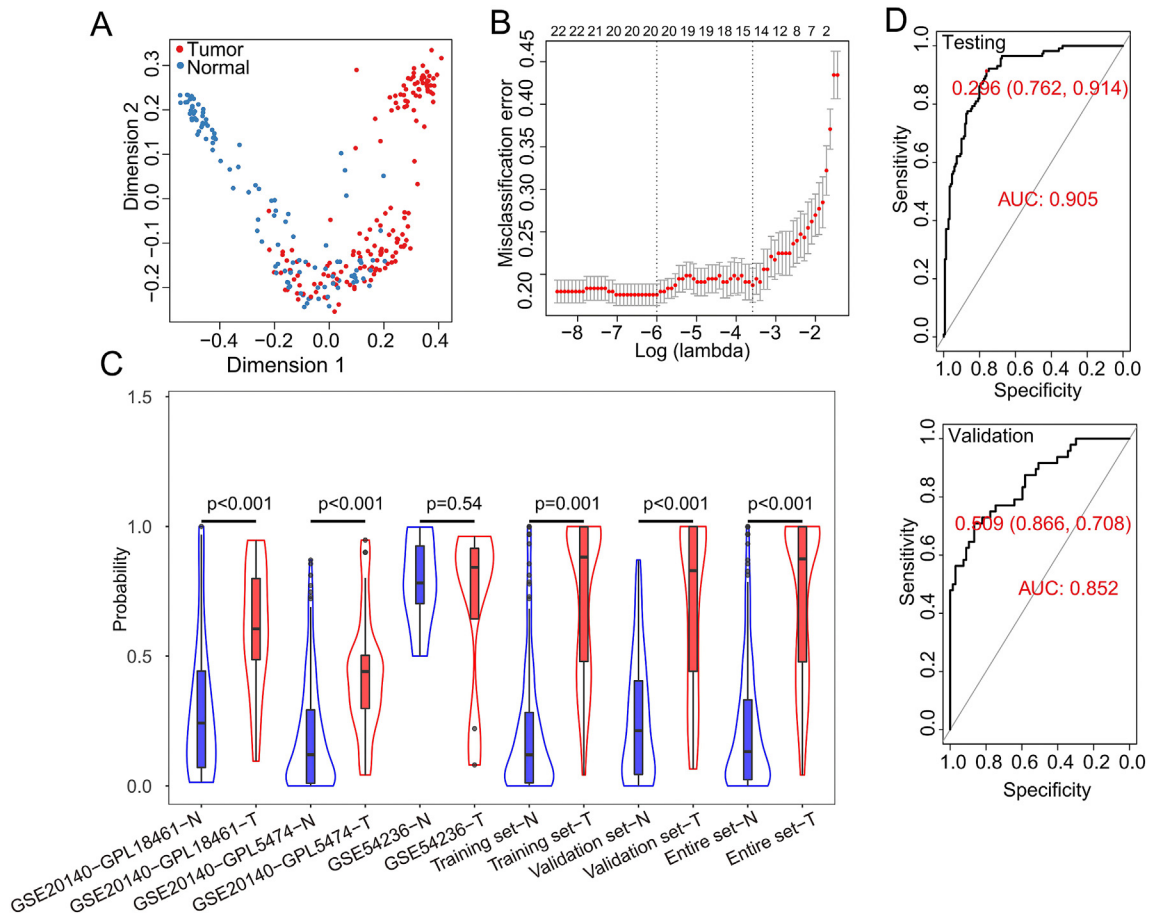 A
Tumor
Normal
Dimension 2
0.3
0.2
0.1
0.0
−0.1
−0.2
−0.4 −0.2 0.0 0.2 0.4
Dimension 1
B
22 22 21 20 20 20 20 19 19 18 15 14 12 8 7 2
Misclassification error
0.45
0.40
0.35
0.30
0.25
0.20
−8 −7 −6 −5 −4 −3 −2
Log (lambda)
C
Probability
1.5
1.0
0.5
0.0
p<0.001 p<0.001 p=0.54 p=0.001 p<0.001 p<0.001
GSE20140−GPL18461−N
GSE20140−GPL18461−T
GSE20140−GPL5474−N
GSE20140−GPL5474−T
GSE54236−N
GSE54236−T
Training set−N
Training set−T
Validation set−N
Validation set−T
Entire set−N
Entire set−T
D
Testing
0.296 (0.762, 0.914)
AUC: 0.905
Sensitivity
1.0
0.8
0.6
0.4
0.2
0.0
1.0 0.8 0.6 0.4 0.2 0.0
Specificity
Validation
0.509 (0.866, 0.708)
AUC: 0.852
Sensitivity
1.0
0.8
0.6
0.4
0.2
0.0
1.0 0.8 0.6 0.4 0.2 0.0
Specificity